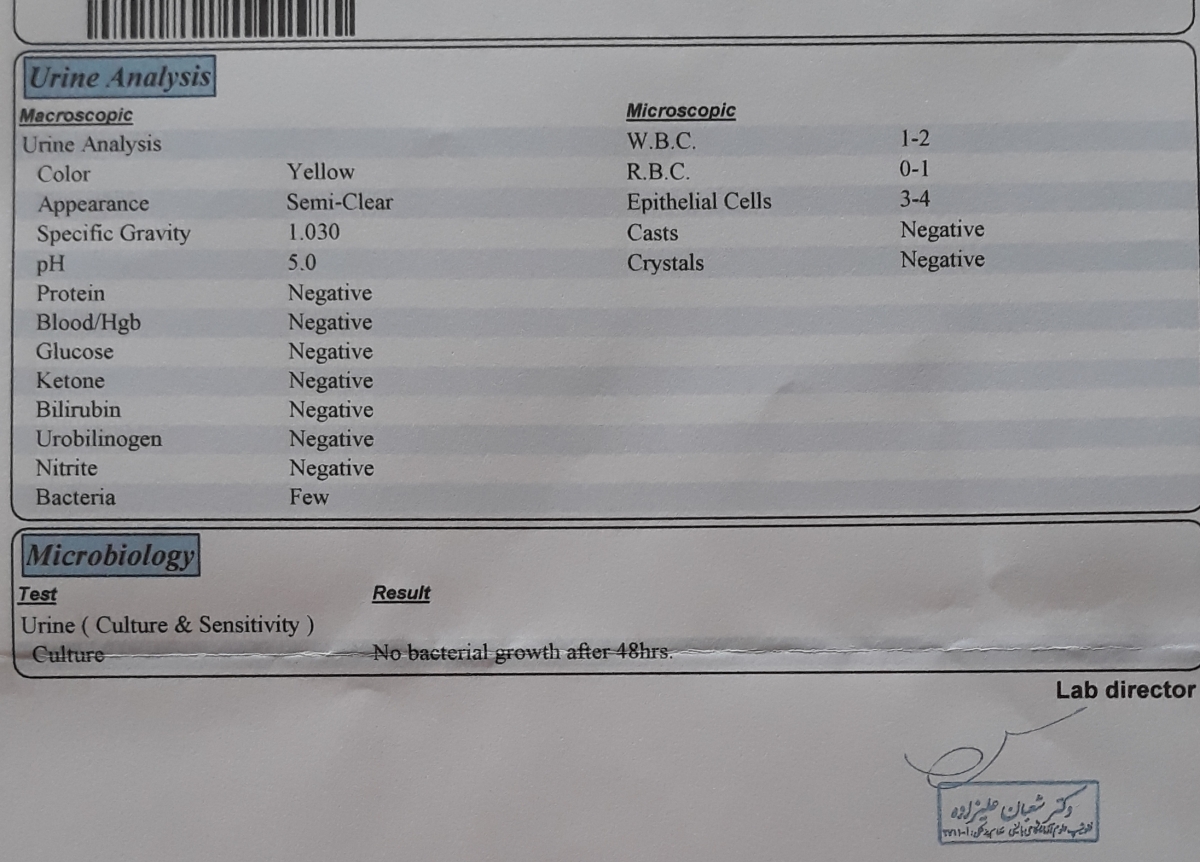 Urine Analysis
Macroscopic
Urine Analysis
Color Yellow
Appearance Semi-Clear
Specific Gravity 1.030
pH 5.0
Protein Negative
Blood/Hgb Negative
Glucose Negative
Ketone Negative
Bilirubin Negative
Urobilinogen Negative
Nitrite Negative
Bacteria Few
Microscopic
W.B.C. 1-2
R.B.C. 0-1
Epithelial Cells 3-4
Casts Negative
Crystals Negative
Microbiology
Test Result
Urine ( Culture & Sensitivity )
Culture No bacterial growth after 48hrs.
Lab director
دکتر شعبان علیزاده